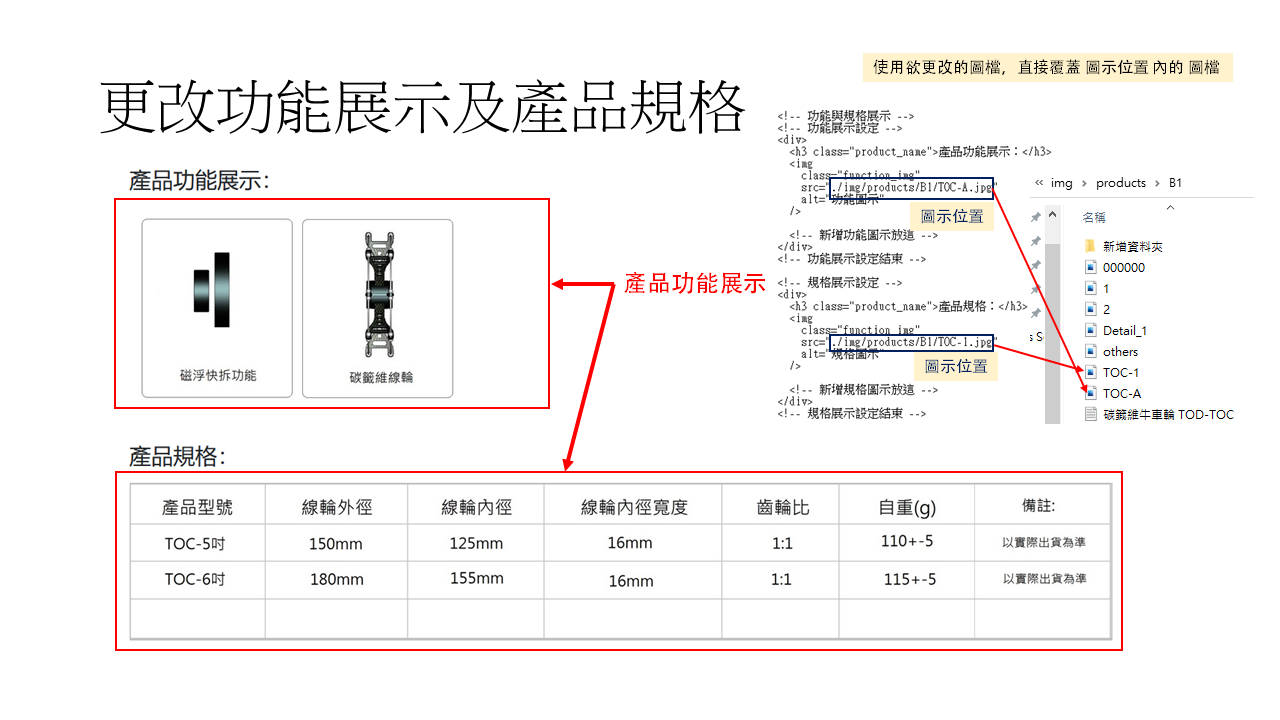 使用欲更改的圖檔，直接覆蓋 圖示位置 內的 圖檔
更改功能展示及產品規格
產品功能展示：
磁浮快拆功能
碳籤維線輪
產品功能展示
<!-- 功能與規格展示 -->
<!-- 功能展示設定 -->
<div>
<h3 class="product_name">產品功能展示：</h3>
<img
class="function_img"
src="./img/products/B1/TOC-A.jpg"
alt="功能圖示"
/>
圖示位置
<!-- 新增功能圖示放這 -->
</div>
<!-- 功能展示設定結束 -->
<!-- 規格展示設定 -->
<div>
<h3 class="product_name">產品規格：</h3>
<img
class="function_img"
src="./img/products/B1/TOC-1.jpg"
alt="規格圖示"
/>
圖示位置
<!-- 新增規格圖示放這 -->
</div>
<!-- 規格展示設定結束 -->
« img > products > B1
名稱
新增資料夾
000000
1
2
Detail_1
others
TOC-1
TOC-A
碳籤維牛車輪 TOD-TOC
s S
產品規格：
產品型號 線輪外徑 線輪內徑 線輪內徑寬度 齒輪比 自重(g) 備註:
TOC-5吋 150mm 125mm 16mm 1:1 110+-5 以實際出貨為準
TOC-6吋 180mm 155mm 16mm 1:1 115+-5 以實際出貨為準